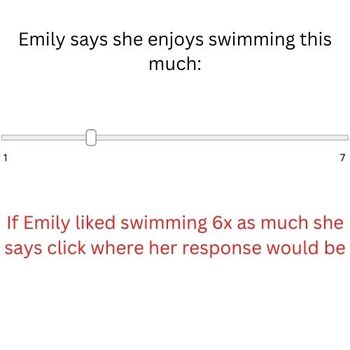 Emily says she enjoys swimming this
much:
1 7
If Emily liked swimming 6x as much she
says click where her response would be